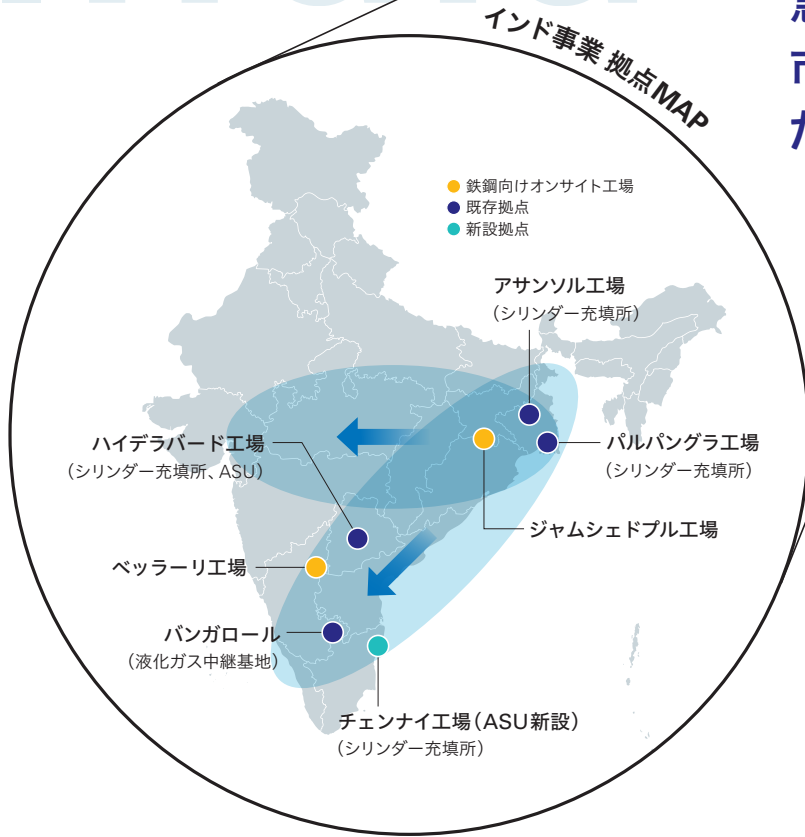 インド事業 拠点MAP
鉄鋼向けオンサイト工場
既存拠点
新設拠点
アサンソル工場
（シリンダー充填所）
ハイデラバード工場
（シリンダー充填所、ASU）
パルパングラ工場
（シリンダー充填所）
ジャムシェドプル工場
ベッラーリ工場
バンガロール
（液化ガス中継基地）
チェンナイ工場（ASU新設）
（シリンダー充填所）